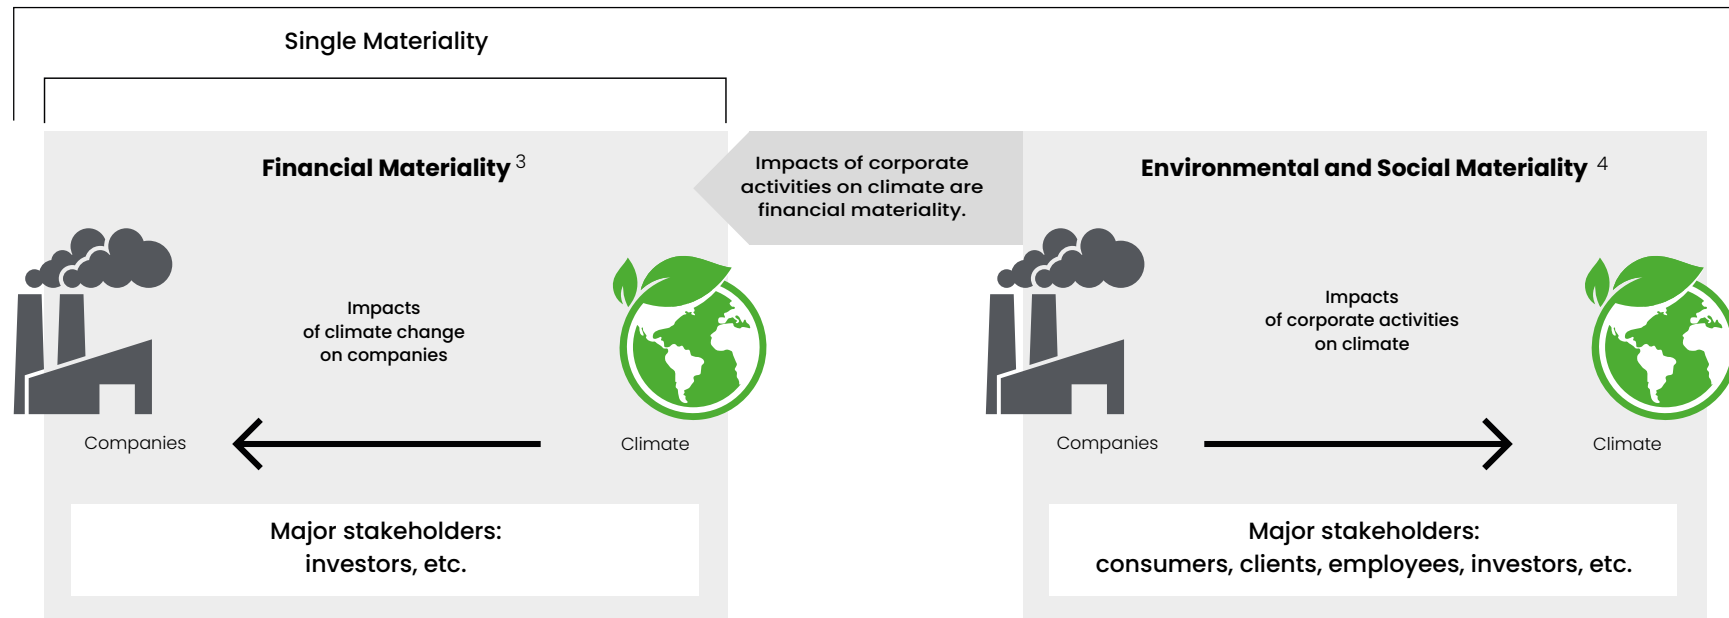 Single Materiality
Financial Materiality 3
Impacts of corporate
activities on climate are
financial materiality.
Environmental and Social Materiality 4
Impacts
of climate change
on companies
Companies
Climate
Impacts
of corporate activities
on climate
Companies
Climate
Major stakeholders:
investors, etc.
Major stakeholders:
consumers, clients, employees, investors, etc.